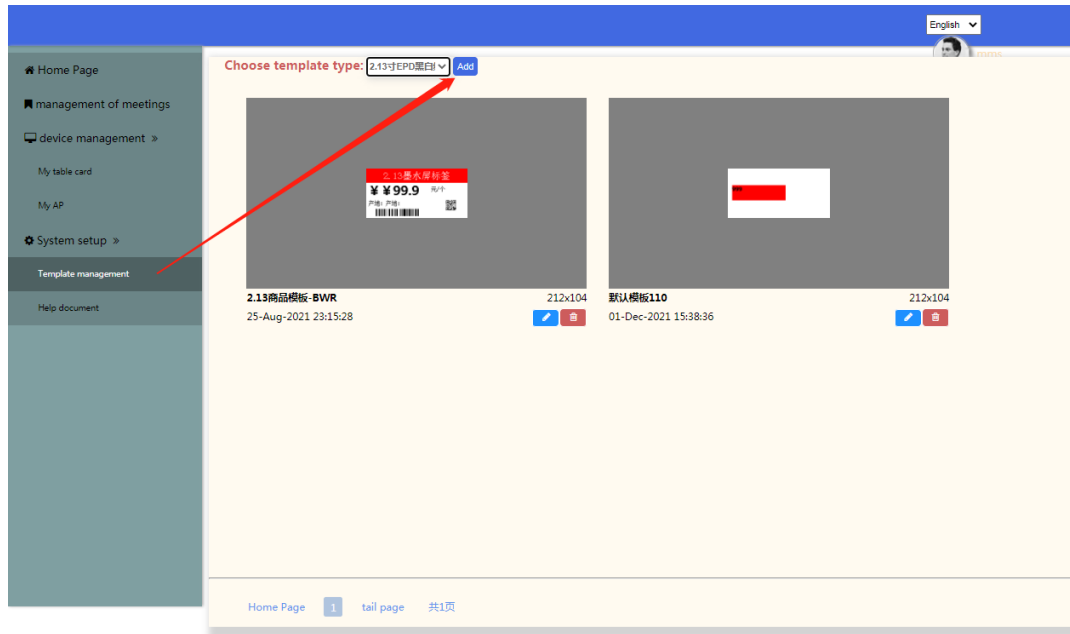 English
mms
Home Page
management of meetings
device management »
My table card
My AP
System setup »
Template management
Help document
Choose template type: 2.13寸EPD黑白 Add
2.13墨水屏标签
¥ ¥99.9 元/个
产地: 产地:
2.13商品模板-BWR 212x104
25-Aug-2021 23:15:28
默认模板110 212x104
01-Dec-2021 15:38:36
Home Page 1 tail page 共1页